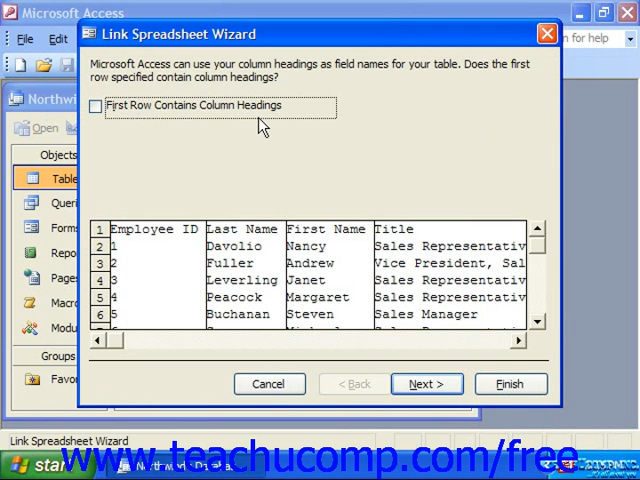 Microsoft Access
File Edit
n for help
Link Spreadsheet Wizard
Microsoft Access can use your column headings as field names for your table. Does the first
row specified contain column headings?
First Row Contains Column Headings
Northwi
Open
Objects
Table
Queri
Forms
Repo
Pages
Macro
Modu
Groups
Favor
1 Employee ID Last Name First Name Title
2 1 Davolio Nancy Sales Representativ
3 2 Fuller Andrew Vice President, Sal
4 3 Leverling Janet Sales Representativ
5 4 Peacock Margaret Sales Representativ
6 5 Buchanan Steven Sales Manager
Cancel < Back Next > Finish
Link Spreadsheet Wizard
start
www.teachucomp.com/free